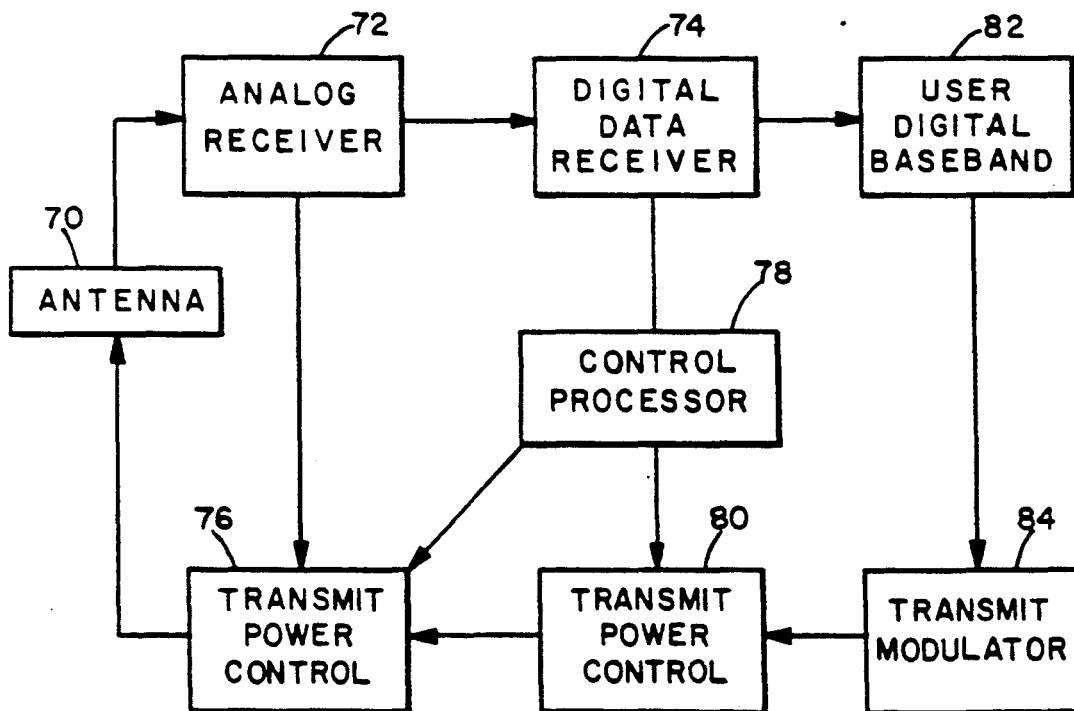 72
74
82
ANALOG
RECEIVER
DIGITAL
DATA
RECEIVER
USER
DIGITAL
BASEBAND
70
ANTENNA
78
CONTROL
PROCESSOR
76
80
84
TRANSMIT
POWER
CONTROL
TRANSMIT
POWER
CONTROL
TRANSMIT
MODULATOR